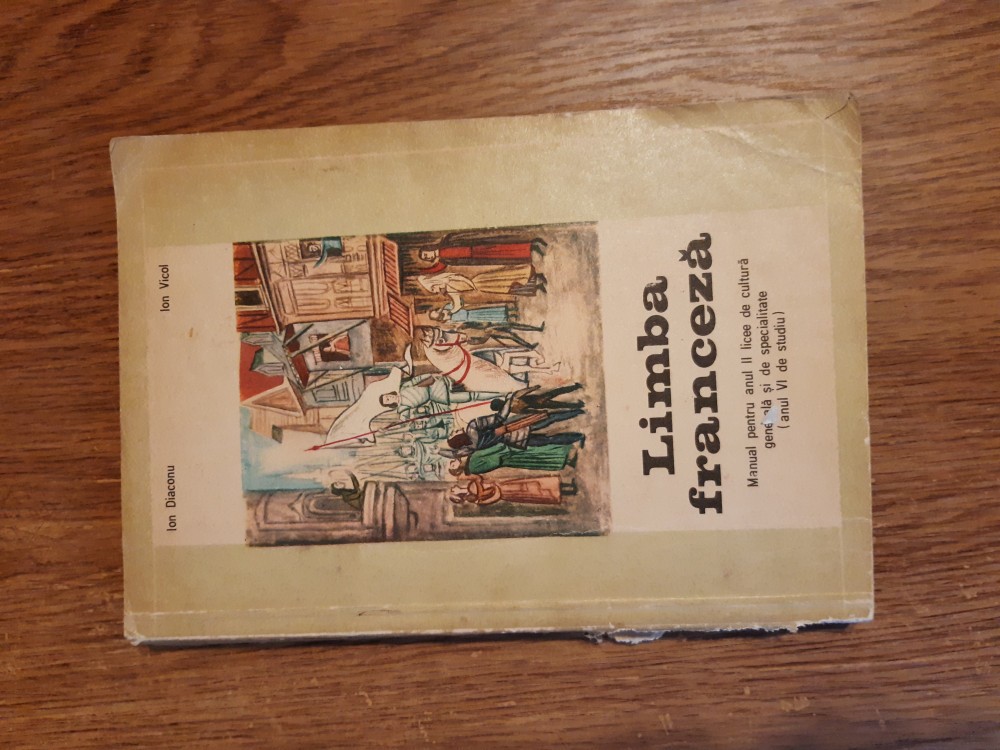 Ion Diaconu
Ion Vicol
Limba
franceză
Manual pentru anul II licee de cultură
generală și de specialitate
(anul VI de studiu)